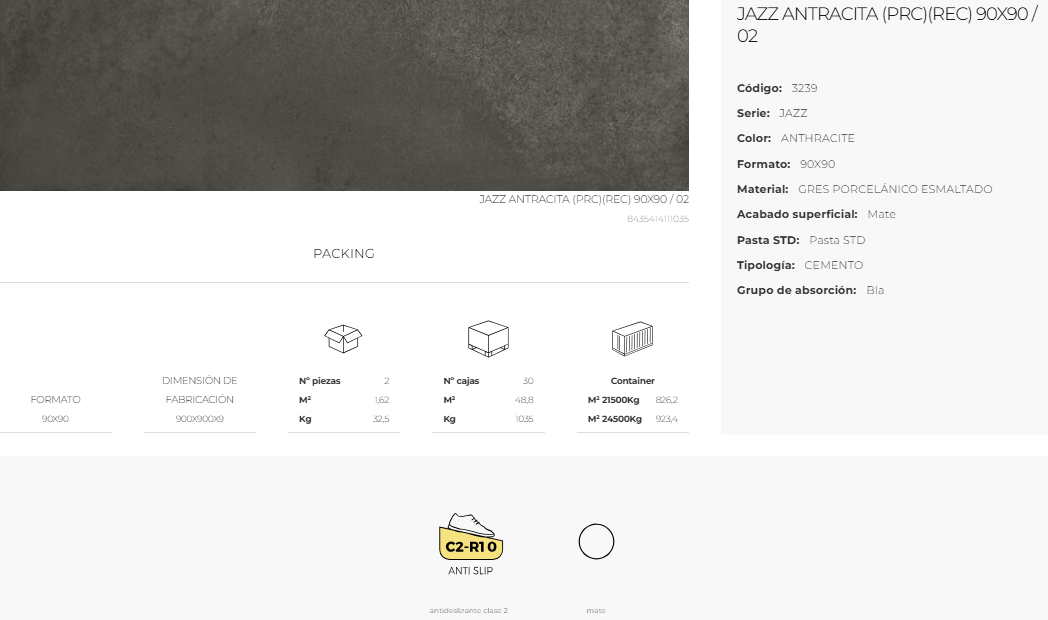 JAZZ ANTRACITA (PRC)(REC) 90X90 /
02
Código: 3239
Serie: JAZZ
Color: ANTHRACITE
Formato: 90X90
Material: GRES PORCELÁNICO ESMALTADO
Acabado superficial: Mate
Pasta STD: Pasta STD
Tipología: CEMENTO
Grupo de absorción: BIa
JAZZ ANTRACITA (PRC)(REC) 90X90 / 02
8435414111035
PACKING
FORMATO
90X90
DIMENSIÓN DE
FABRICACIÓN
900X900X9
Nº piezas 2
M² 1,62
Kg 32,5
Nº cajas 30
M² 48,8
Kg 1035
Container
M² 21500Kg 826,2
M² 24500Kg 923,4
C2-R10
ANTI SLIP
antideslizante clase 2
mate